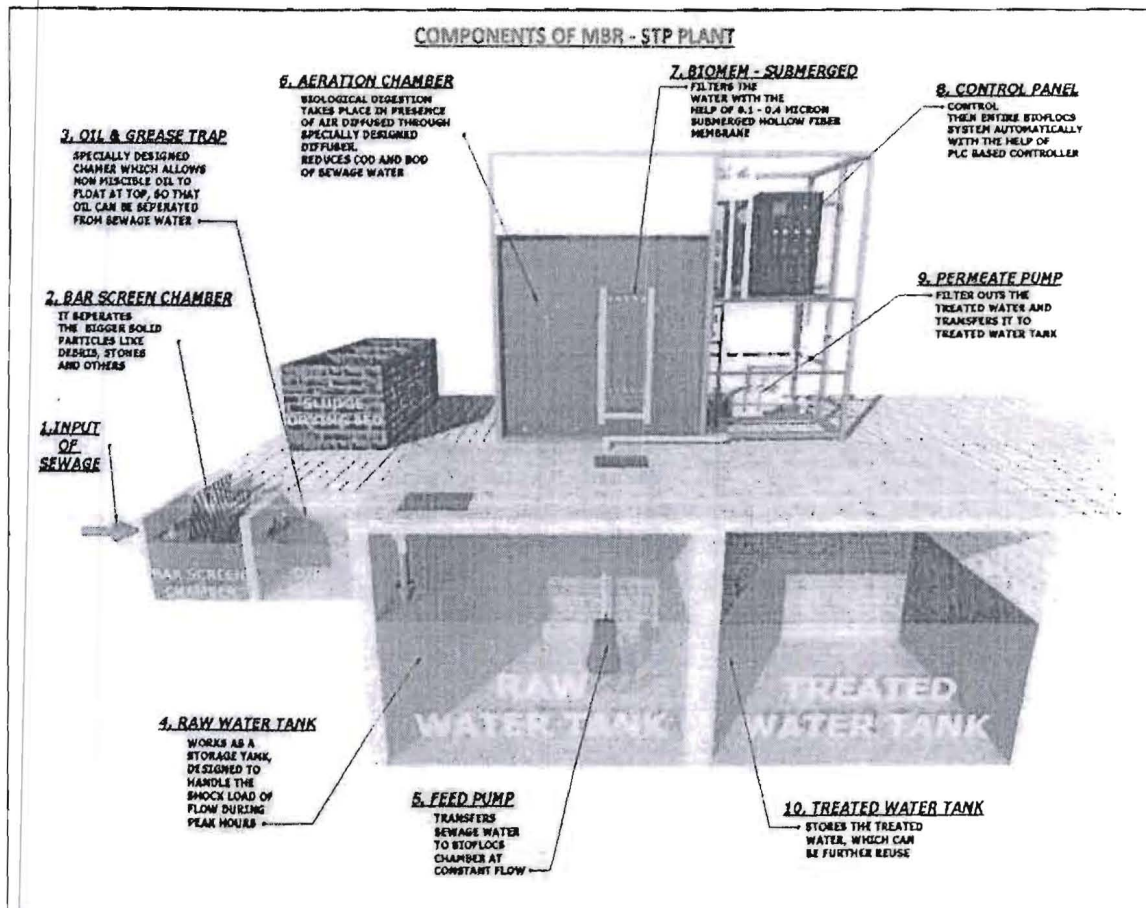 COMPONENTS OF MBR - STP PLANT
1. INPUT
OF
SEWAGE
2. BAR SCREEN CHAMBER
IT SEPERATES
THE BIGGER SOLID
PARTICLES LIKE
DEBRIS, STONES
AND OTHERS
3. OIL & GREASE TRAP
SPECIALLY DESIGNED
CHAMER WHICH ALLOWS
NON MISCIBLE OIL TO
FLOAT AT TOP, SO THAT
OIL CAN BE SEPERATED
FROM SEWAGE WATER
4. RAW WATER TANK
WORKS AS A
STORAGE TANK,
DESIGNED TO
HANDLE THE
SHOCK LOAD OF
FLOW DURING
PEAK HOURS
5. FEED PUMP
TRANSFERS
SEWAGE WATER
TO BIOFLOCS
CHAMBER AT
CONSTANT FLOW
6. AERATION CHAMBER
BIOLOGICAL DIGESTION
TAKES PLACE IN PRESENCE
OF AIR DIFFUSED THROUGH
SPECIALLY DESIGNED
DIFFUSER.
REDUCES COD AND BOD
OF SEWAGE WATER
7. BIOMEM - SUBMERGED
FILTERS THE
WATER WITH THE
HELP OF 0.1 - 0.4 MICRON
SUBMERGED HOLLOW FIBER
MEMBRANE
8. CONTROL PANEL
CONTROL
THEN ENTIRE BIOFLOCS
SYSTEM AUTOMATICALLY
WITH THE HELP OF
PLC BASED CONTROLLER
9. PERMEATE PUMP
FILTER OUTS THE
TREATED WATER AND
TRANSFERS IT TO
TREATED WATER TANK
10. TREATED WATER TANK
STORES THE TREATED
WATER, WHICH CAN
BE FURTHER REUSE
SLUDGE
DRYING BED
BAR SCREEN
CHAMBER
RAW
WATER TANK
TREATED
WATER TANK